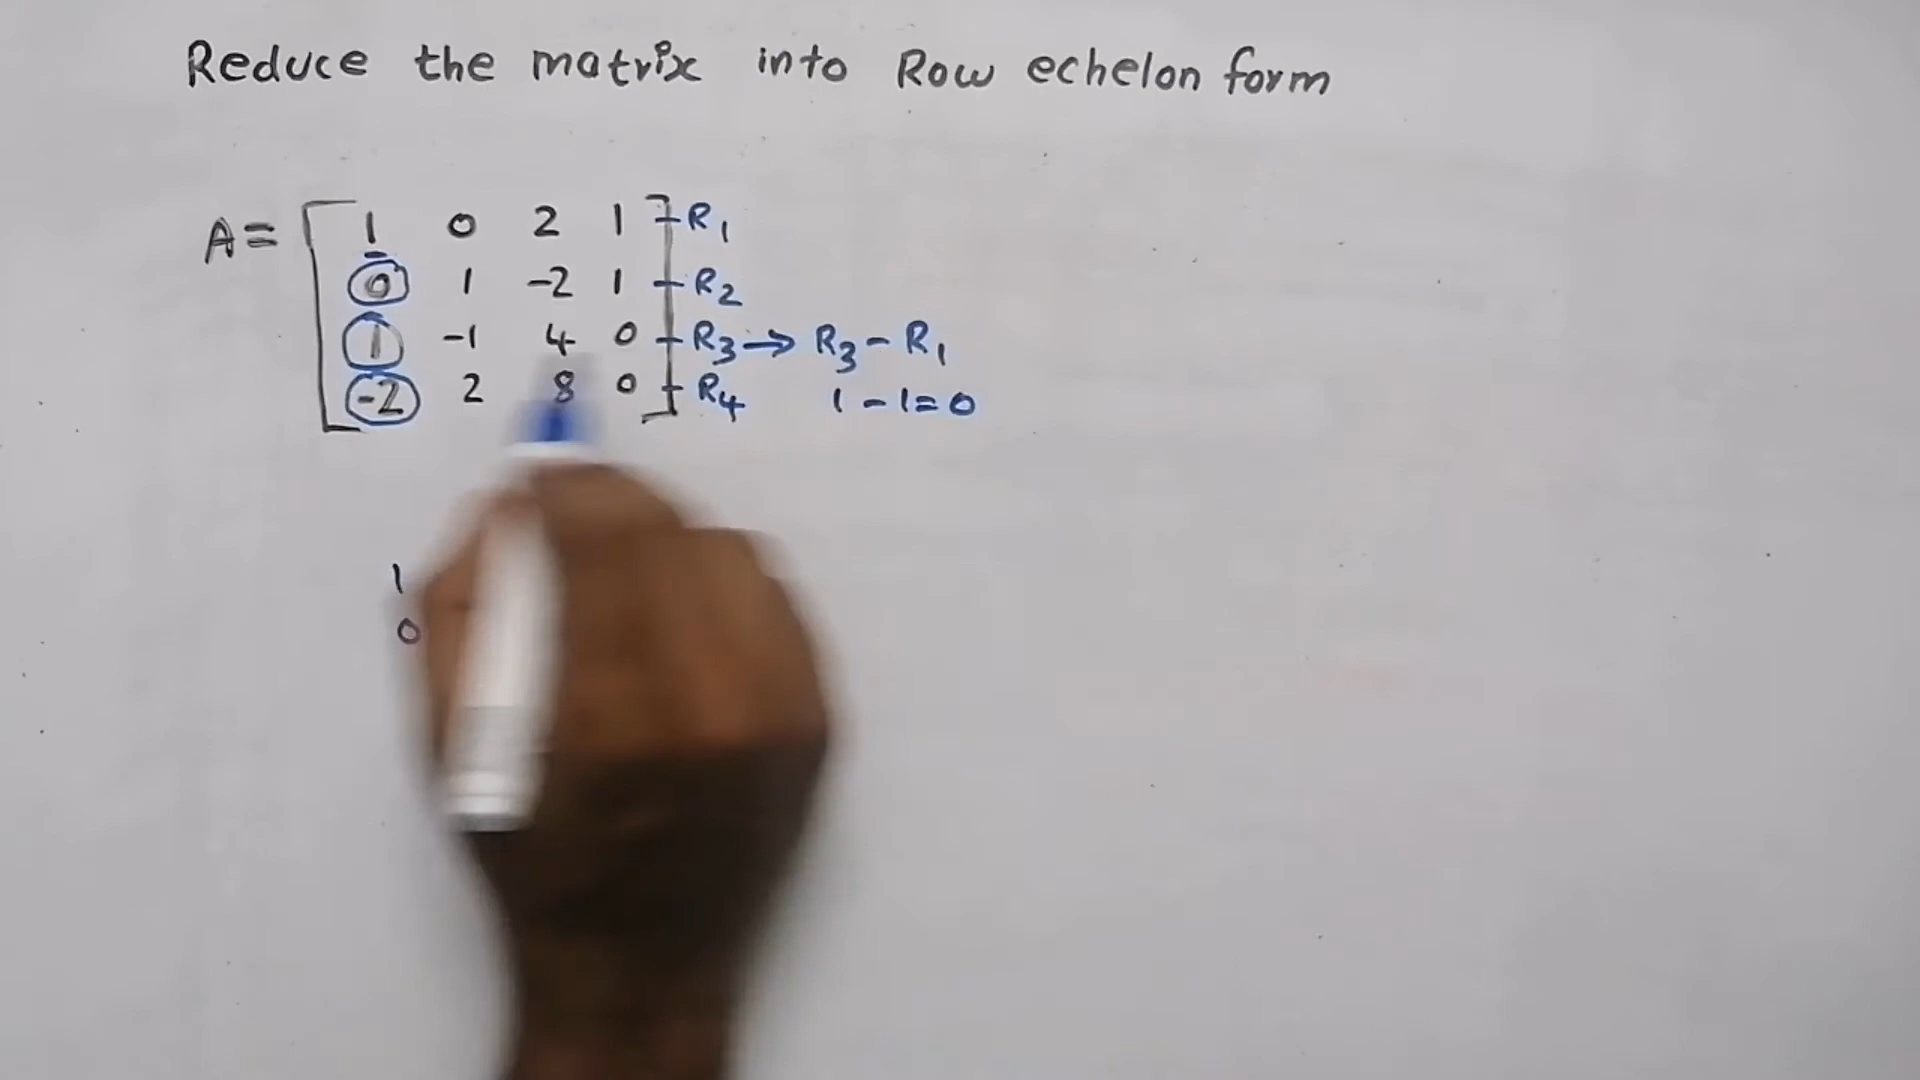 Reduce the matrix into Row echelon form
A= 1 0 2 1 R1
0 1 -2 1 R2
1 -1 4 0 R3 → R3 - R1
-2 2 8 0 R4 1 - 1 = 0
1
0